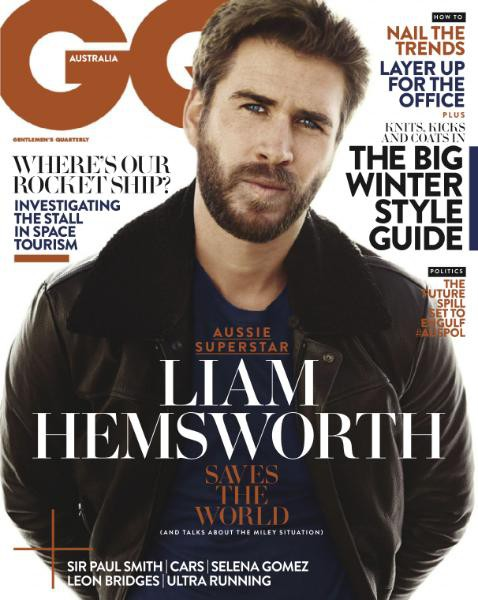 GQ
AUSTRALIA
GENTLEMEN'S QUARTERLY
WHERE'S OUR
ROCKET SHIP?
INVESTIGATING
THE STALL
IN SPACE
TOURISM
HOW TO
NAIL THE
TRENDS
LAYER UP
FOR THE
OFFICE
PLUS
KNITS, KICKS
AND COATS IN
THE BIG
WINTER
STYLE
GUIDE
POLITICS
THE
FUTURE
SPILL
SET TO
ENGULF
#AUSPOL
AUSSIE
SUPERSTAR
LIAM
HEMSWORTH
SAVES
THE
WORLD
(AND TALKS ABOUT THE MILEY SITUATION)
SIR PAUL SMITH | CARS | SELENA GOMEZ
LEON BRIDGES | ULTRA RUNNING